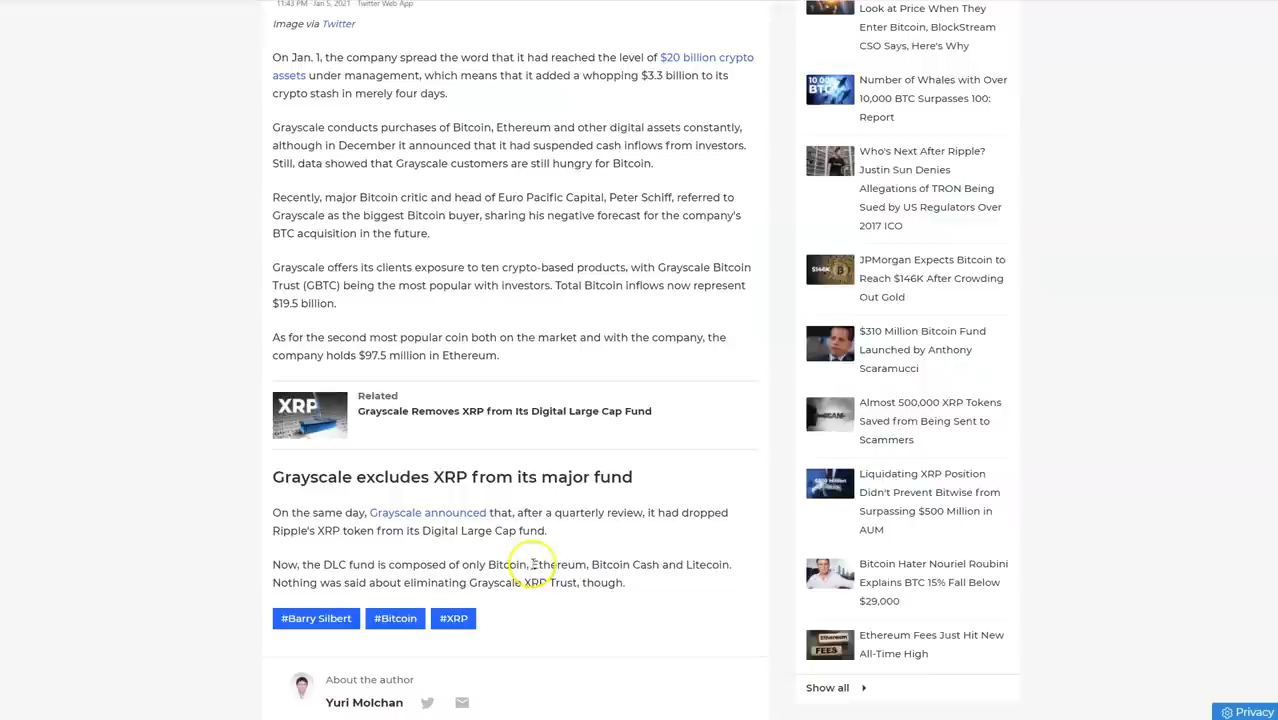 11:43 PM · Jan 5, 2021 · Twitter Web App
Image via Twitter
On Jan. 1, the company spread the word that it had reached the level of $20 billion crypto
assets under management, which means that it added a whopping $3.3 billion to its
crypto stash in merely four days.
Grayscale conducts purchases of Bitcoin, Ethereum and other digital assets constantly,
although in December it announced that it had suspended cash inflows from investors.
Still, data showed that Grayscale customers are still hungry for Bitcoin.
Recently, major Bitcoin critic and head of Euro Pacific Capital, Peter Schiff, referred to
Grayscale as the biggest Bitcoin buyer, sharing his negative forecast for the company's
BTC acquisition in the future.
Grayscale offers its clients exposure to ten crypto-based products, with Grayscale Bitcoin
Trust (GBTC) being the most popular with investors. Total Bitcoin inflows now represent
$19.5 billion.
As for the second most popular coin both on the market and with the company, the
company holds $97.5 million in Ethereum.
XRP
Related
Grayscale Removes XRP from Its Digital Large Cap Fund
Grayscale excludes XRP from its major fund
On the same day, Grayscale announced that, after a quarterly review, it had dropped
Ripple's XRP token from its Digital Large Cap fund.
Now, the DLC fund is composed of only Bitcoin, Ethereum, Bitcoin Cash and Litecoin.
Nothing was said about eliminating Grayscale XRP Trust, though.
#Barry Silbert
#Bitcoin
#XRP
About the author
Yuri Molchan
Look at Price When They
Enter Bitcoin, BlockStream
CSO Says, Here's Why
10,000
BTC
Number of Whales with Over
10,000 BTC Surpasses 100:
Report
Who's Next After Ripple?
Justin Sun Denies
Allegations of TRON Being
Sued by US Regulators Over
2017 ICO
$146K
JPMorgan Expects Bitcoin to
Reach $146K After Crowding
Out Gold
$310 Million Bitcoin Fund
Launched by Anthony
Scaramucci
Almost 500,000 XRP Tokens
Saved from Being Sent to
Scammers
Liquidating XRP Position
Didn't Prevent Bitwise from
Surpassing $500 Million in
AUM
Bitcoin Hater Nouriel Roubini
Explains BTC 15% Fall Below
$29,000
Ethereum
FEES
Ethereum Fees Just Hit New
All-Time High
Show all
Privacy